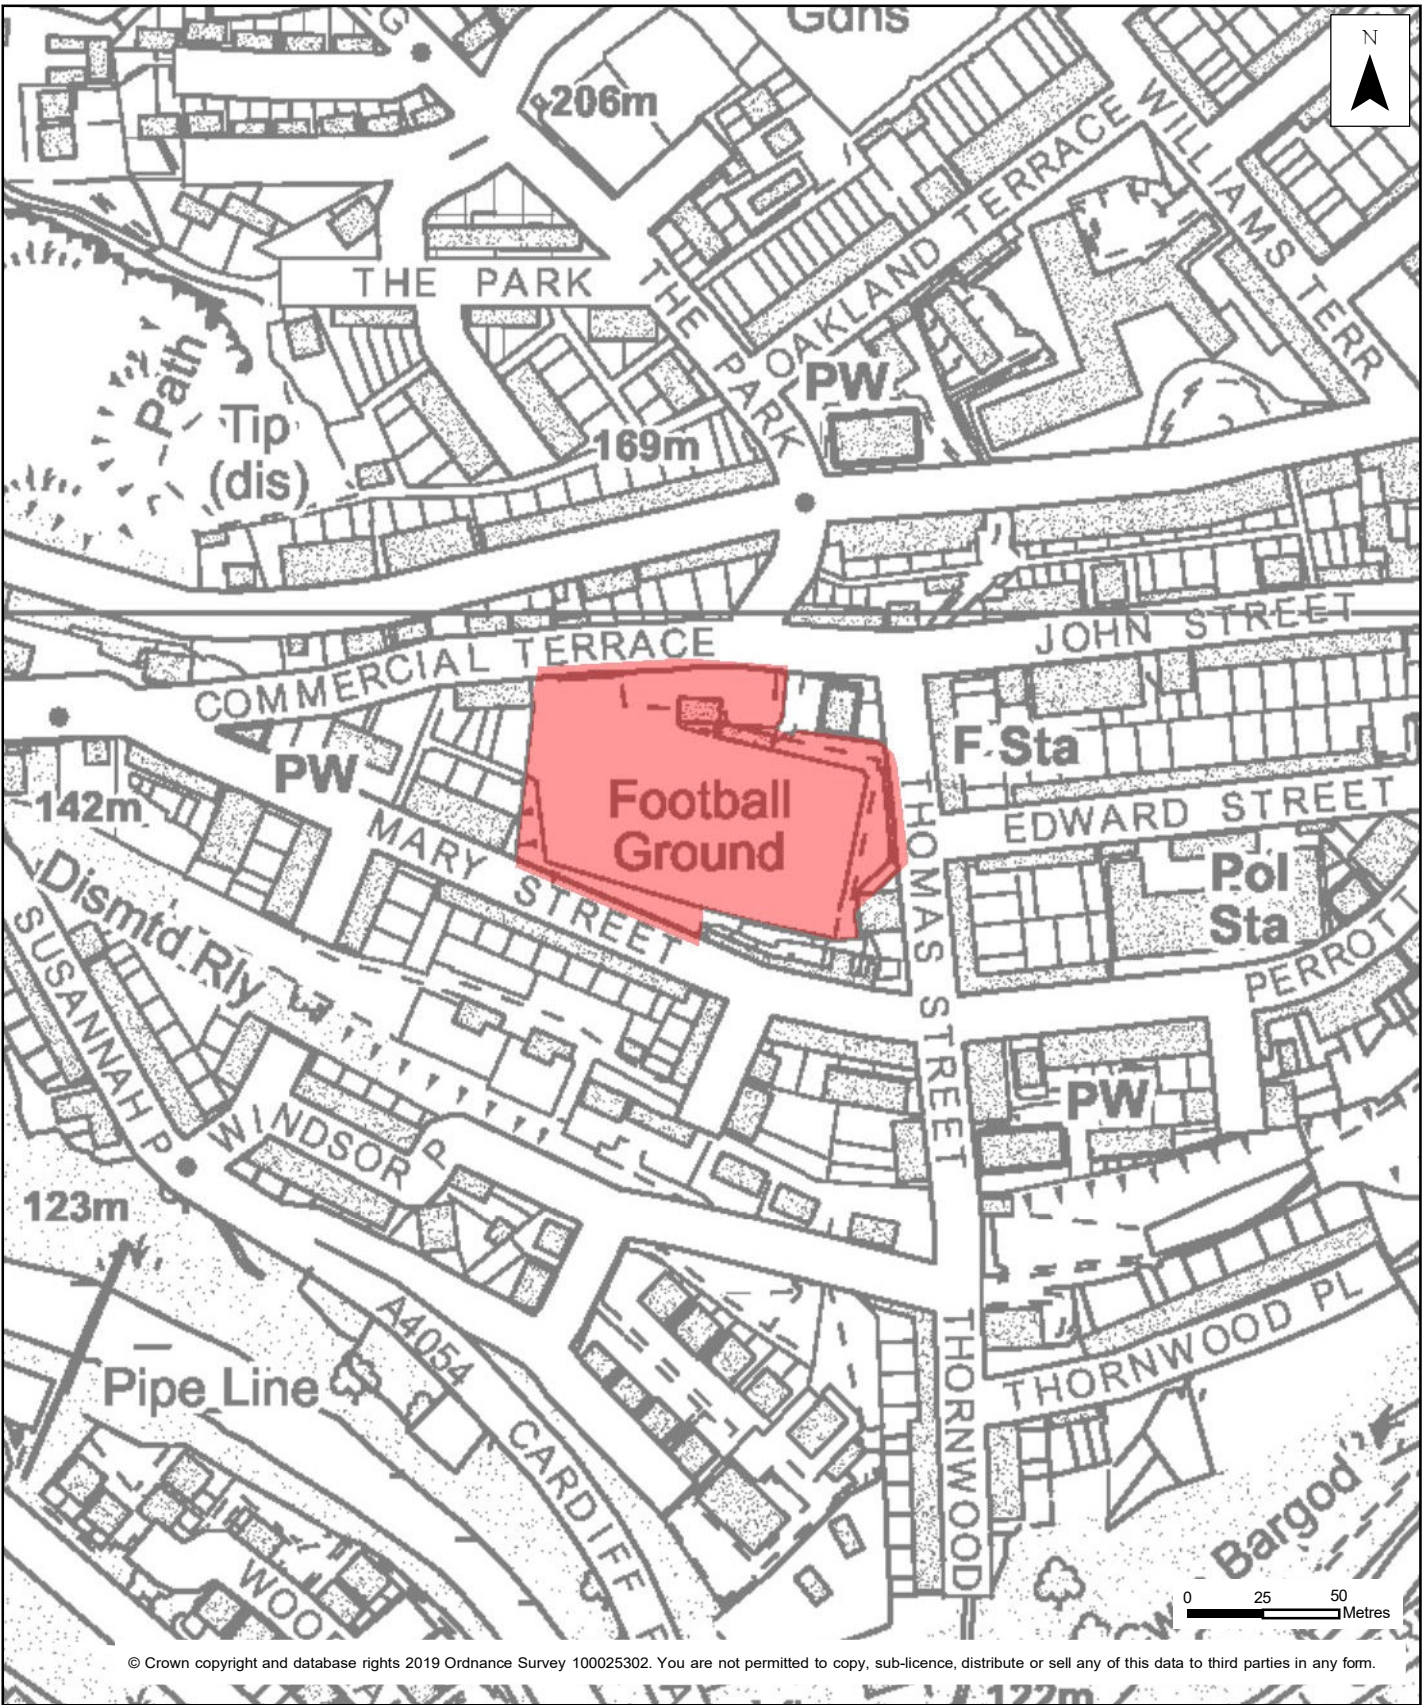 Gdns
N
206m
WILLIAMS TERR
OAKLAND TERRACE
THE PARK
THE PARK
Path
PW
Tip
(dis)
169m
JOHN STREET
COMMERCIAL TERRACE
F Sta
PW
Football
Ground
142m
EDWARD STREET
MARY STREET
THOMAS STREET
Pol
Sta
Dismtd Rly
SUSANNAH P
PERROTT
WINDSOR P
PW
123m
A4054
THORNWOOD PL
Pipe Line
THORNWOOD
CARDIFF
Bargod
WOO
0 25 50
Metres
© Crown copyright and database rights 2019 Ordnance Survey 100025302. You are not permitted to copy, sub-licence, distribute or sell any of this data to third parties in any form.
122m